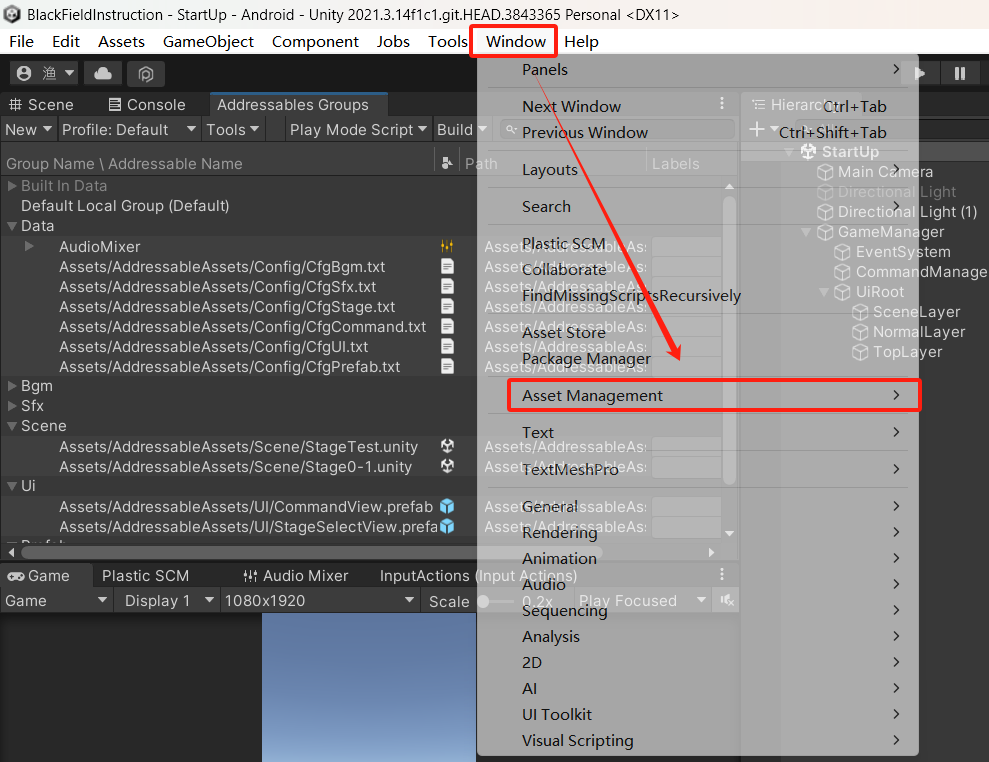 BlackFieldInstruction - StartUp - Android - Unity 2021.3.14f1c1.git.HEAD.3843365 Personal <DX11>
File Edit Assets GameObject Component Jobs Tools Window Help
渔
Scene Console Addressables Groups
New Profile: Default Tools Play Mode Script Build
Group Name \ Addressable Name Path Labels
Built In Data
Default Local Group (Default)
Data
AudioMixer Assets/AddressableAs
Assets/AddressableAssets/Config/CfgBgm.txt Assets/AddressableAs
Assets/AddressableAssets/Config/CfgSfx.txt Assets/AddressableAs
Assets/AddressableAssets/Config/CfgStage.txt Assets/AddressableAs
Assets/AddressableAssets/Config/CfgCommand.txt Assets/AddressableAs
Assets/AddressableAssets/Config/CfgUI.txt Assets/AddressableAs
Assets/AddressableAssets/Config/CfgPrefab.txt Assets/AddressableAs
Bgm
Sfx
Scene
Assets/AddressableAssets/Scene/StageTest.unity Assets/AddressableAs
Assets/AddressableAssets/Scene/Stage0-1.unity Assets/AddressableAs
Ui
Assets/AddressableAssets/UI/CommandView.prefab Assets/AddressableAs
Assets/AddressableAssets/UI/StageSelectView.prefa Assets/AddressableAs
Panels
Next Window Ctrl+Tab
Previous Window Ctrl+Shift+Tab
Layouts
Search
Plastic SCM
Collaborate
FindMissingScriptsRecursively
Asset Store
Package Manager
Asset Management
Text
TextMeshPro
General
Rendering
Animation
Audio
Sequencing
Analysis
2D
AI
UI Toolkit
Visual Scripting
StartUp
Main Camera
Directional Light
Directional Light (1)
GameManager
EventSystem
CommandManage
UiRoot
SceneLayer
NormalLayer
TopLayer
Game Plastic SCM Audio Mixer InputActions (Input Actions)
Game Display 1 1080x1920 Scale 0.2x Play Focused